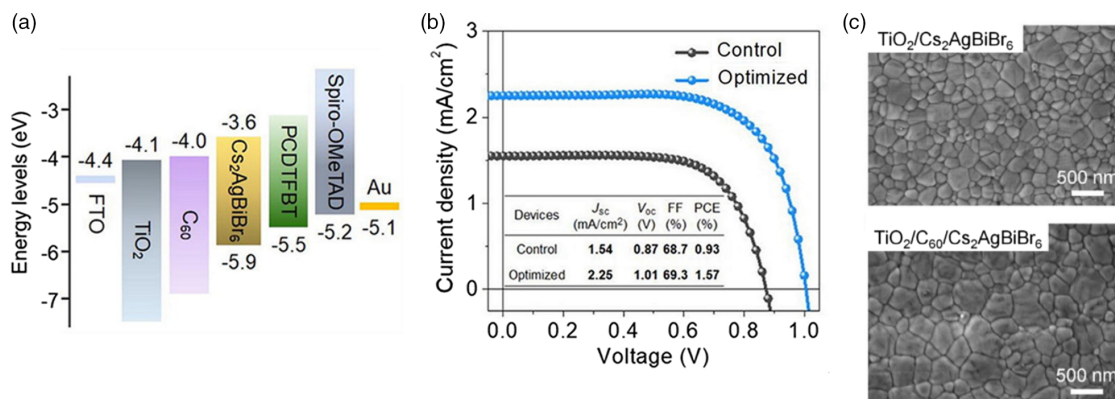 (a)
Energy levels (eV)
-3
-4
-5
-6
-7
-4.4
FTO
-4.1
TiO2
-4.0
C60
-3.6
Cs2AgBiBr6
-5.9
PCDTFBT
-5.5
Spiro-OMeTAD
-5.2
Au
-5.1
(b)
Current density (mA/cm2)
3
2
1
0
Control
Optimized
Devices Jsc (mA/cm2) Voc (V) FF (%) PCE (%)
Control 1.54 0.87 68.7 0.93
Optimized 2.25 1.01 69.3 1.57
0.0 0.2 0.4 0.6 0.8 1.0
Voltage (V)
(c)
TiO2/Cs2AgBiBr6
500 nm
TiO2/C60/Cs2AgBiBr6
500 nm